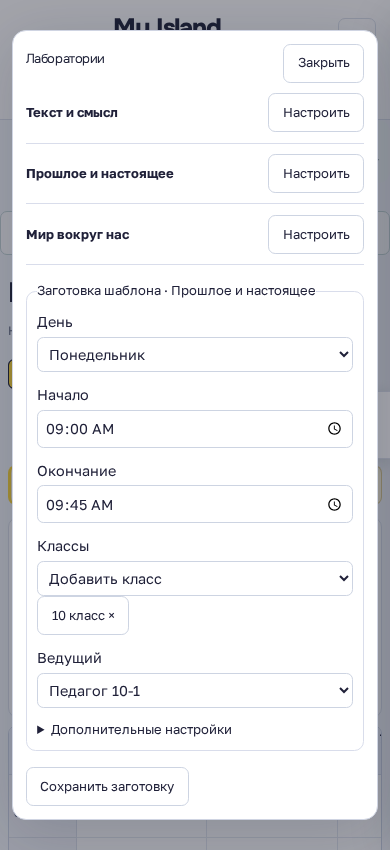 My Island
Лаборатории
Закрыть
Текст и смысл
Настроить
Прошлое и настоящее
Настроить
Мир вокруг нас
Настроить
Заготовка шаблона · Прошлое и настоящее
День
Понедельник
Начало
09:00 AM
Окончание
09:45 AM
Классы
Добавить класс
10 класс ×
Ведущий
Педагог 10-1
Дополнительные настройки
Сохранить заготовку